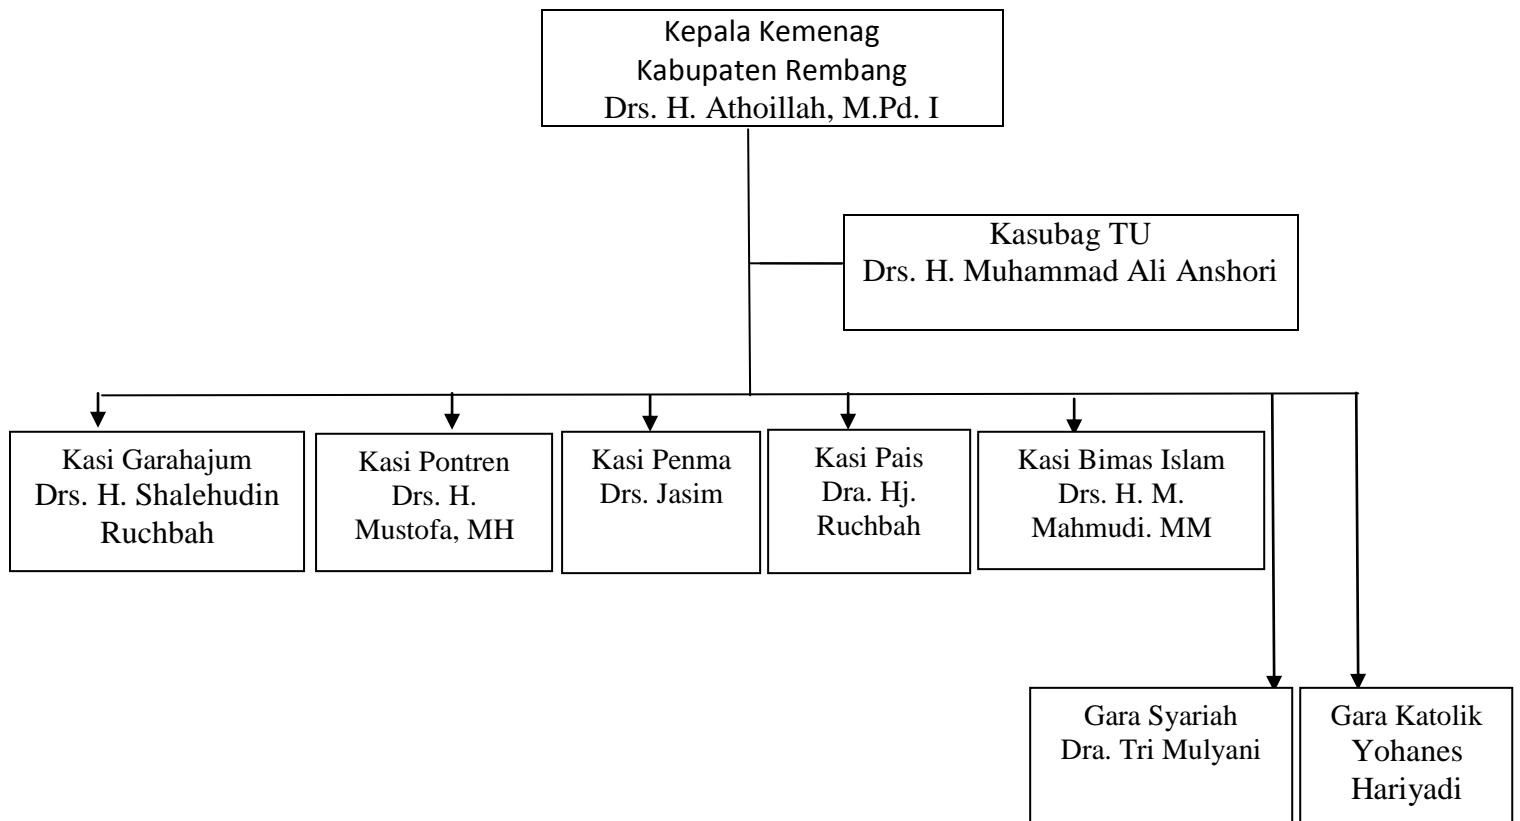 Kepala Kemenag
Kabupaten Rembang
Drs. H. Athoillah, M.Pd. I
Kasubag TU
Drs. H. Muhammad Ali Anshori
Kasi Garahajum
Drs. H. Shalehudin
Ruchbah
Kasi Pontren
Drs. H.
Mustofa, MH
Kasi Penma
Drs. Jasim
Kasi Pais
Dra. Hj.
Ruchbah
Kasi Bimas Islam
Drs. H. M.
Mahmudi. MM
Gara Syariah
Dra. Tri Mulyani
Gara Katolik
Yohanes
Hariyadi